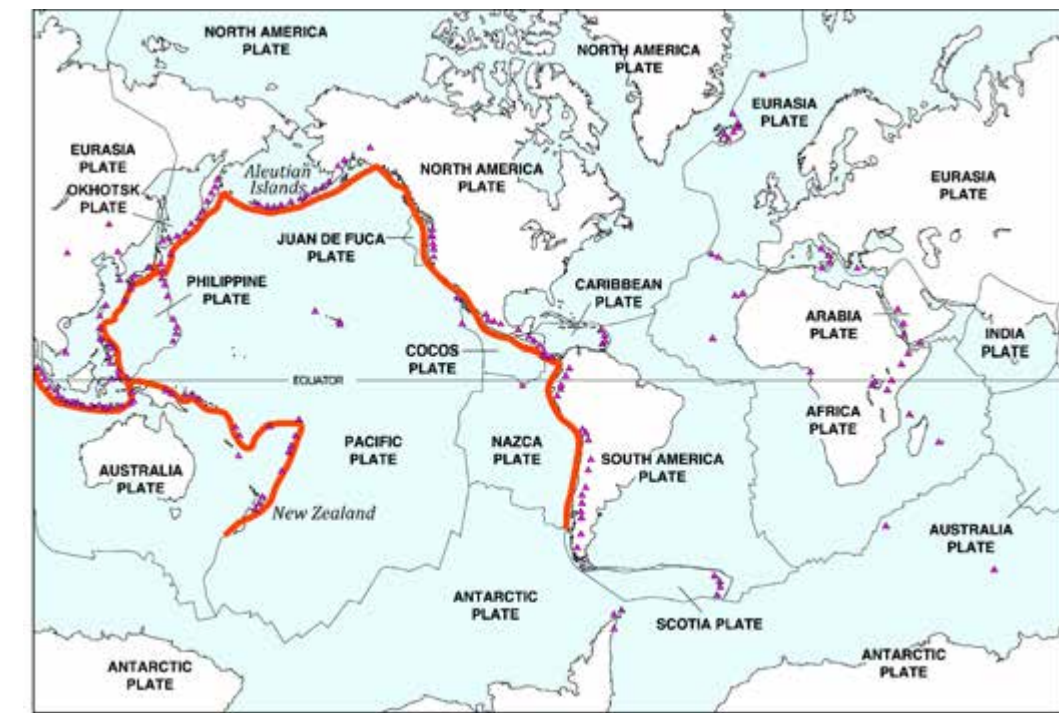 NORTH AMERICA
PLATE
NORTH AMERICA
PLATE
EURASIA
PLATE
EURASIA
PLATE
OKHOTSK
PLATE
Aleutian
Islands
NORTH AMERICA
PLATE
EURASIA
PLATE
JUAN DE FUCA
PLATE
PHILIPPINE
PLATE
CARIBBEAN
PLATE
ARABIA
PLATE
INDIA
PLATE
COCOS
PLATE
EQUATOR
AFRICA
PLATE
PACIFIC
PLATE
NAZCA
PLATE
SOUTH AMERICA
PLATE
AUSTRALIA
PLATE
New Zealand
AUSTRALIA
PLATE
ANTARCTIC
PLATE
SCOTIA PLATE
ANTARCTIC
PLATE
ANTARCTIC
PLATE